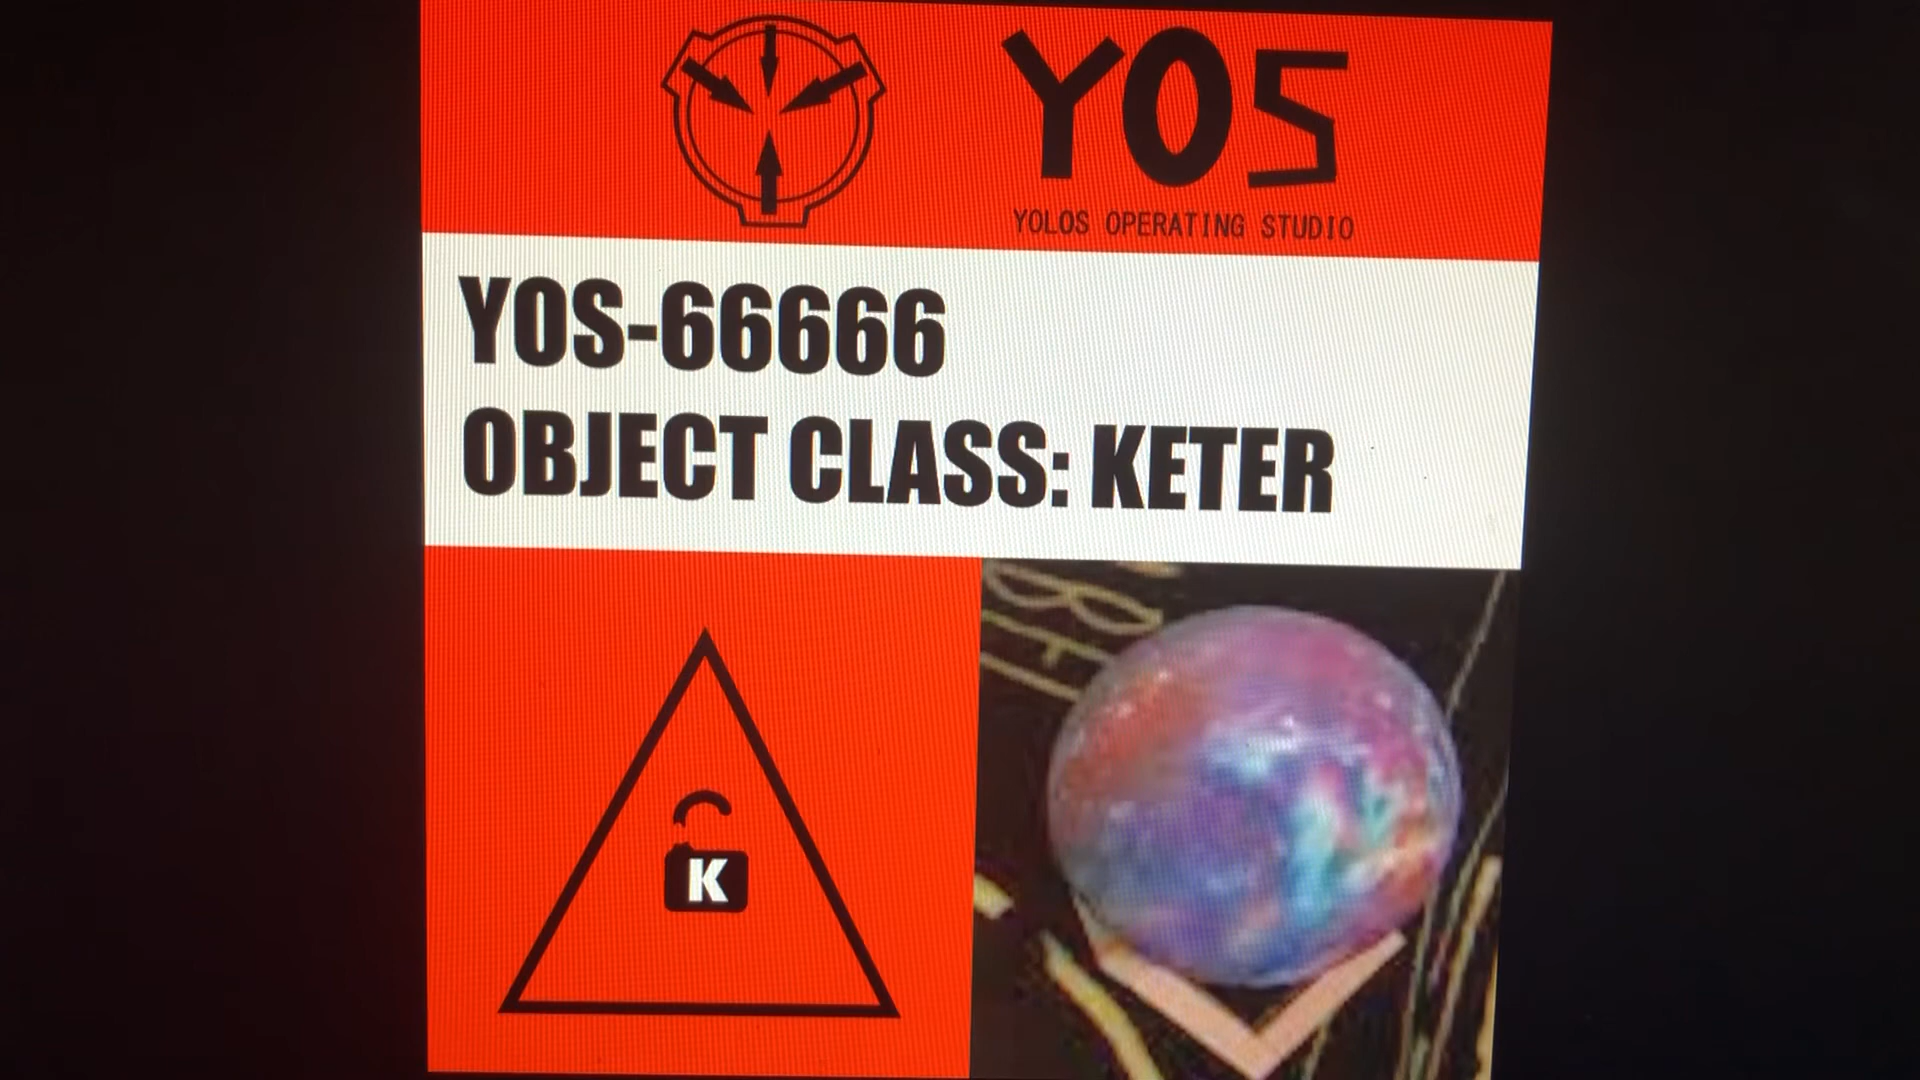 YOS
YOLOS OPERATING STUDIO
YOS-66666
OBJECT CLASS: KETER
K